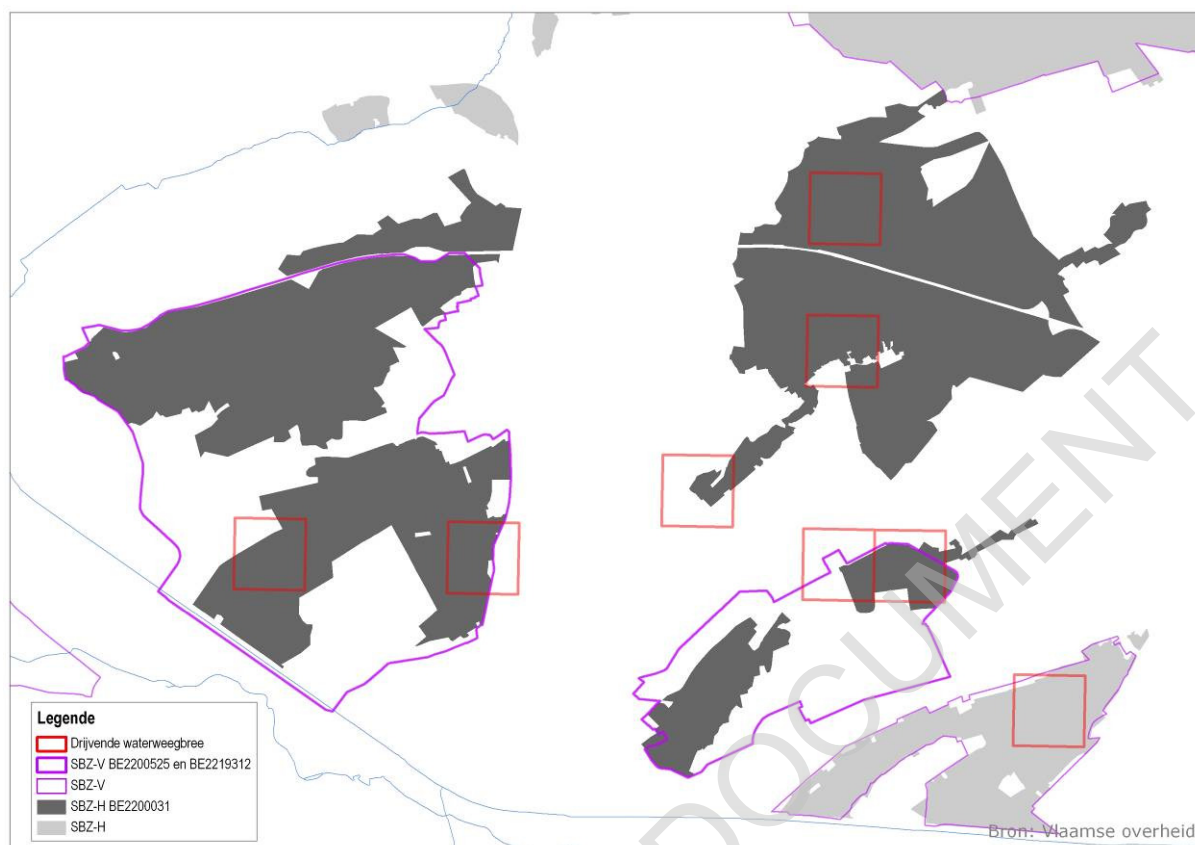 Legende
Drijvende waterweegbree
SBZ-V BE2200525 en BE2219312
SBZ-V
SBZ-H BE2200031
SBZ-H
DOCUMENT
Bron: Vlaamse overheid